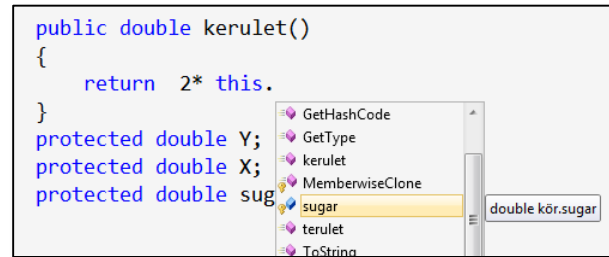 public double kerulet()
{
return 2* this.
}
GetHashCode
protected double Y;
GetType
protected double X;
kerulet
MemberwiseClone
protected double sug
sugar
double kör.sugar
terulet
ToString